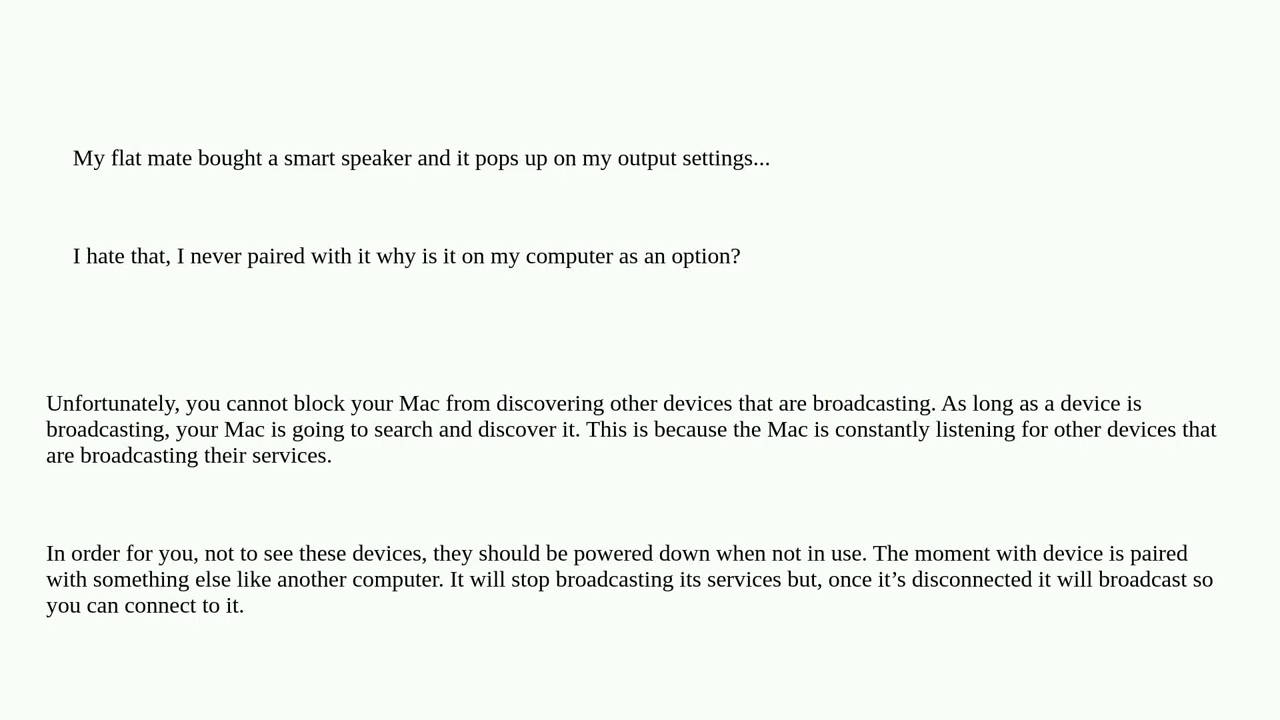 My flat mate bought a smart speaker and it pops up on my output settings...
I hate that, I never paired with it why is it on my computer as an option?
Unfortunately, you cannot block your Mac from discovering other devices that are broadcasting. As long as a device is
broadcasting, your Mac is going to search and discover it. This is because the Mac is constantly listening for other devices that
are broadcasting their services.
In order for you, not to see these devices, they should be powered down when not in use. The moment with device is paired
with something else like another computer. It will stop broadcasting its services but, once it’s disconnected it will broadcast so
you can connect to it.